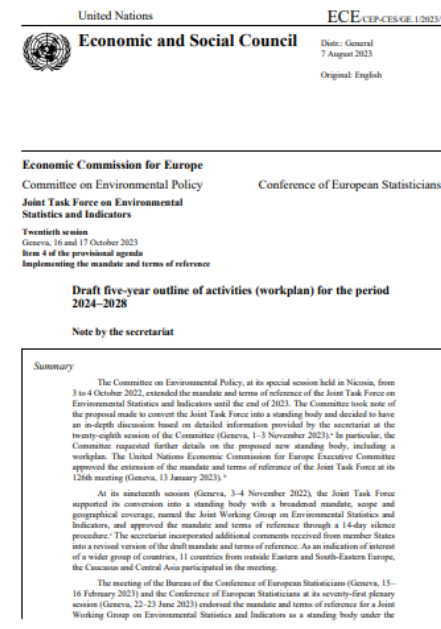 United Nations
ECE/CEP-CES/GE.1/2023/
Economic and Social Council
Distr.: General
7 August 2023
Original: English
Economic Commission for Europe
Committee on Environmental Policy
Conference of European Statisticians
Joint Task Force on Environmental
Statistics and Indicators
Twentieth session
Geneva, 16 and 17 October 2023
Item 4 of the provisional agenda
Implementing the mandate and terms of reference
Draft five-year outline of activities (workplan) for the period
2024–2028
Note by the secretariat
Summary
The Committee on Environmental Policy, at its special session held in Nicosia, from
3 to 4 October 2022, extended the mandate and terms of reference of the Joint Task Force on
Environmental Statistics and Indicators until the end of 2023. The Committee took note of
the proposal made to convert the Joint Task Force into a standing body and decided to have
an in-depth discussion based on detailed information provided by the secretariat at the
twenty-eighth session of the Committee (Geneva, 1–3 November 2023).ᵃ In particular, the
Committee requested further details on the proposed new standing body, including a
workplan. The United Nations Economic Commission for Europe Executive Committee
approved the extension of the mandate and terms of reference of the Joint Task Force at its
126th meeting (Geneva, 13 January 2023).ᵇ
At its nineteenth session (Geneva, 3–4 November 2022), the Joint Task Force
supported its conversion into a standing body with a broadened mandate, scope and
geographical coverage, named the Joint Working Group on Environmental Statistics and
Indicators, and approved the mandate and terms of reference through a 14-day silence
procedure.ᶜ The secretariat incorporated additional comments received from member States
into a revised version of the draft mandate and terms of reference. As an indication of interest
of a wider group of countries, 11 countries from outside Eastern and South-Eastern Europe,
the Caucasus and Central Asia participated in the meeting.
The meeting of the Bureau of the Conference of European Statisticians (Geneva, 15–
16 February 2023) and the Conference of European Statisticians at its seventy-first plenary
session (Geneva, 22–23 June 2023) endorsed the mandate and terms of reference for a Joint
Working Group on Environmental Statistics and Indicators as a standing body under the